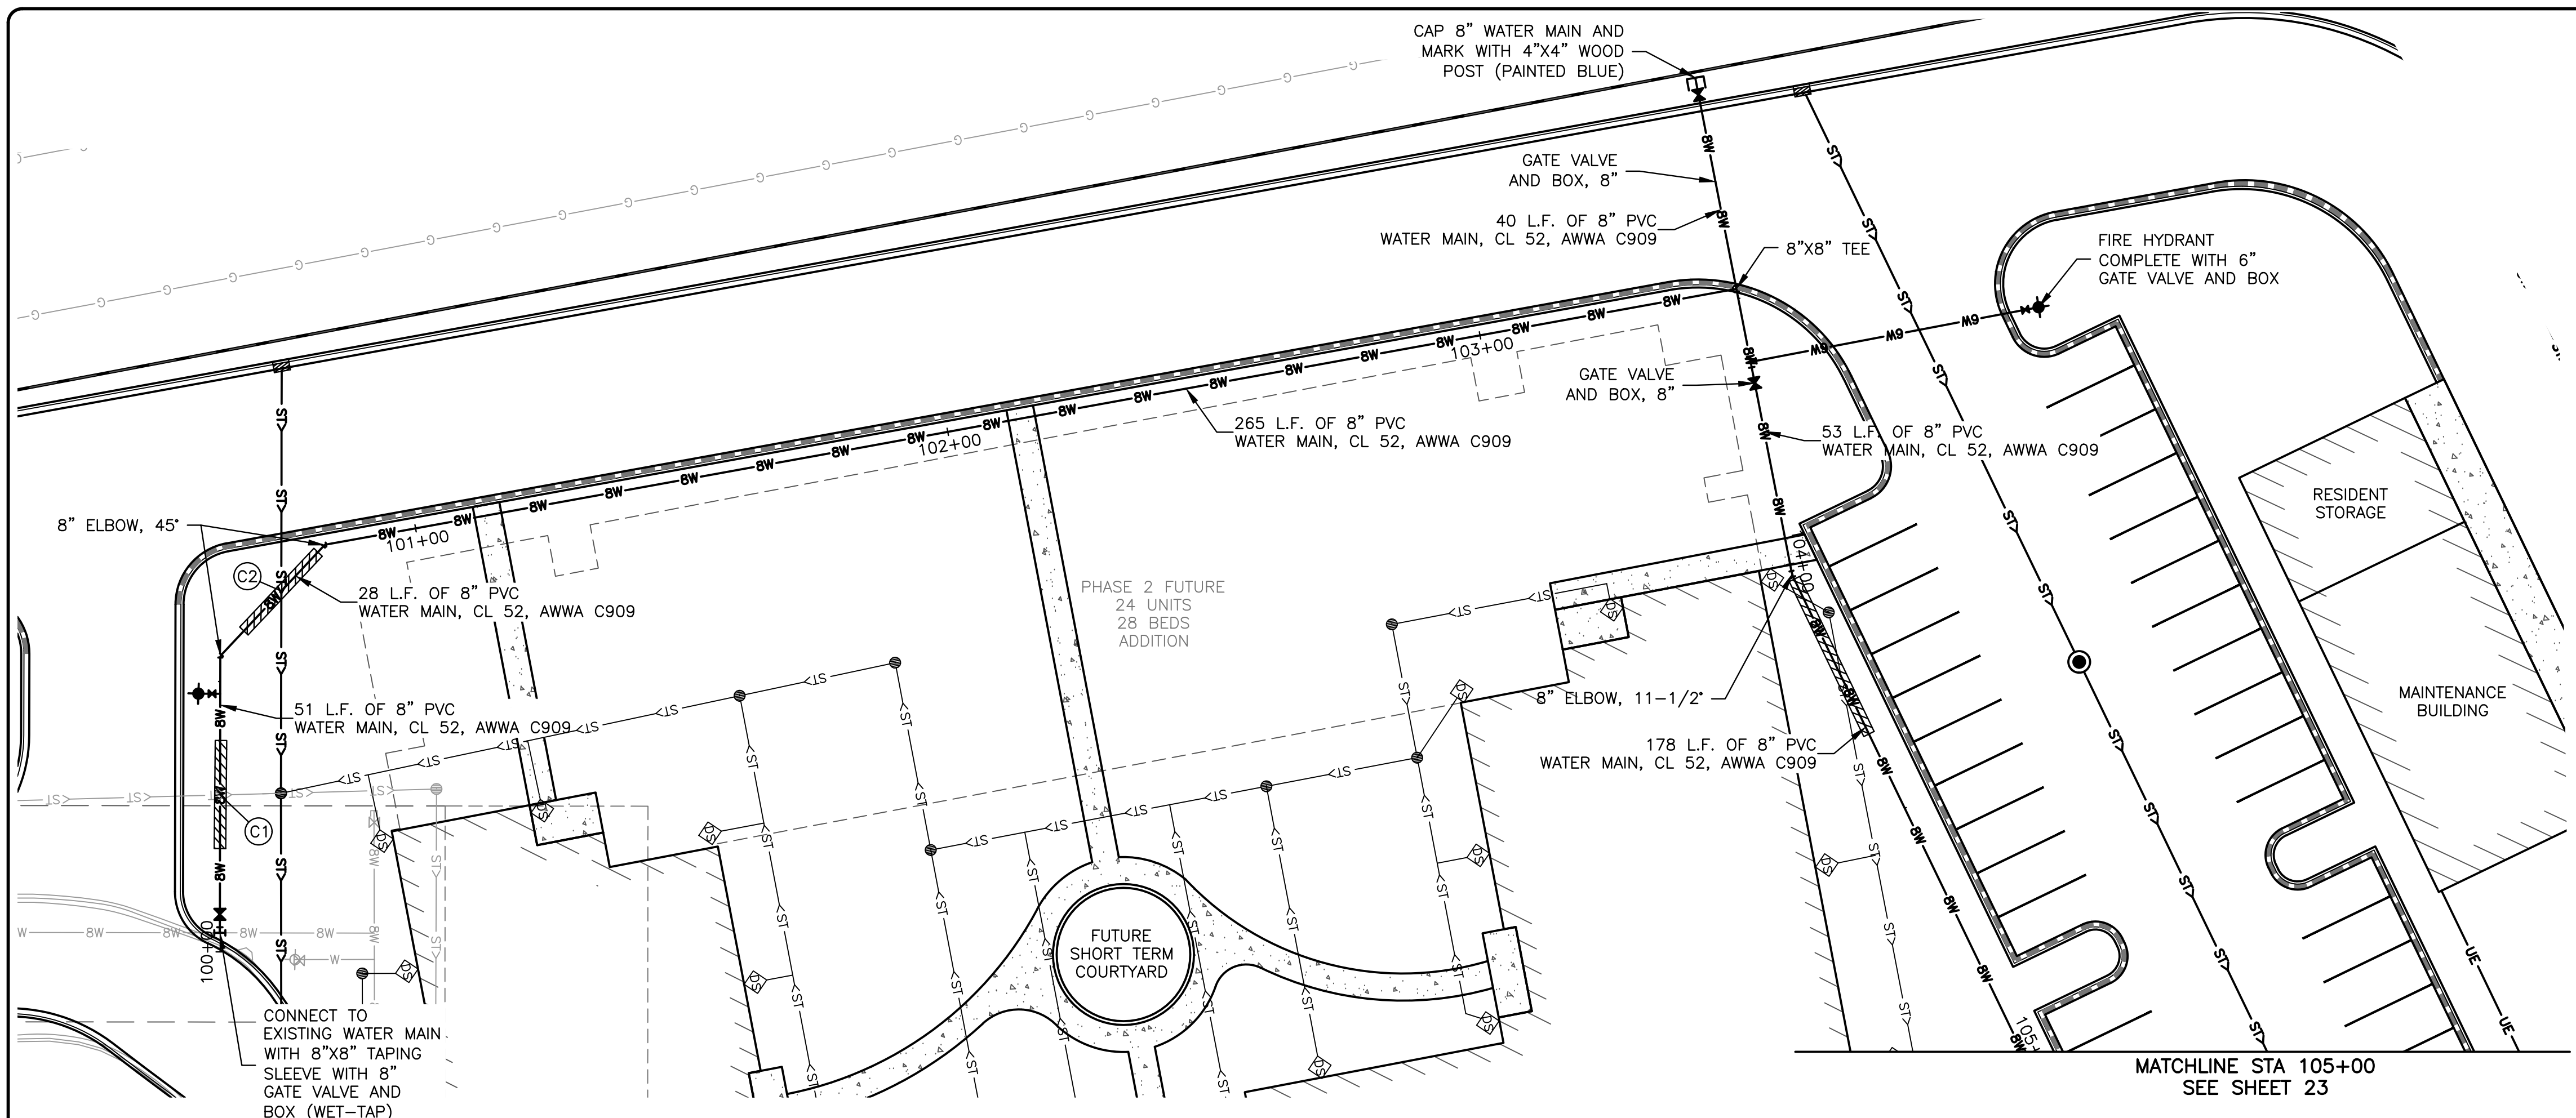 CAP 8" WATER MAIN AND
MARK WITH 4"X4" WOOD
POST (PAINTED BLUE)
GATE VALVE
AND BOX, 8"
40 L.F. OF 8" PVC
WATER MAIN, CL 52, AWWA C909
8"X8" TEE
FIRE HYDRANT
COMPLETE WITH 6"
GATE VALVE AND BOX
GATE VALVE
AND BOX, 8"
53 L.F. OF 8" PVC
WATER MAIN, CL 52, AWWA C909
265 L.F. OF 8" PVC
WATER MAIN, CL 52, AWWA C909
103+00
102+00
101+00
8" ELBOW, 45°
C2
28 L.F. OF 8" PVC
WATER MAIN, CL 52, AWWA C909
51 L.F. OF 8" PVC
WATER MAIN, CL 52, AWWA C909
C1
100+00
CONNECT TO
EXISTING WATER MAIN
WITH 8"X8" TAPING
SLEEVE WITH 8"
GATE VALVE AND
BOX (WET-TAP)
PHASE 2 FUTURE
24 UNITS
28 BEDS
ADDITION
FUTURE
SHORT TERM
COURTYARD
104+00
8" ELBOW, 11-1/2°
178 L.F. OF 8" PVC
WATER MAIN, CL 52, AWWA C909
RESIDENT
STORAGE
MAINTENANCE
BUILDING
8W
6W
ST
DS
G
W
UE
UE
105+
MATCHLINE STA 105+00
SEE SHEET 23